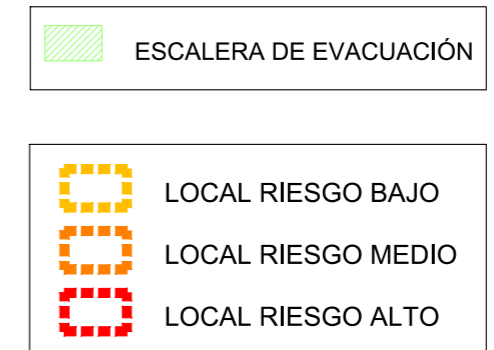 ESCALERA DE EVACUACIÓN
LOCAL RIESGO BAJO
LOCAL RIESGO MEDIO
LOCAL RIESGO ALTO